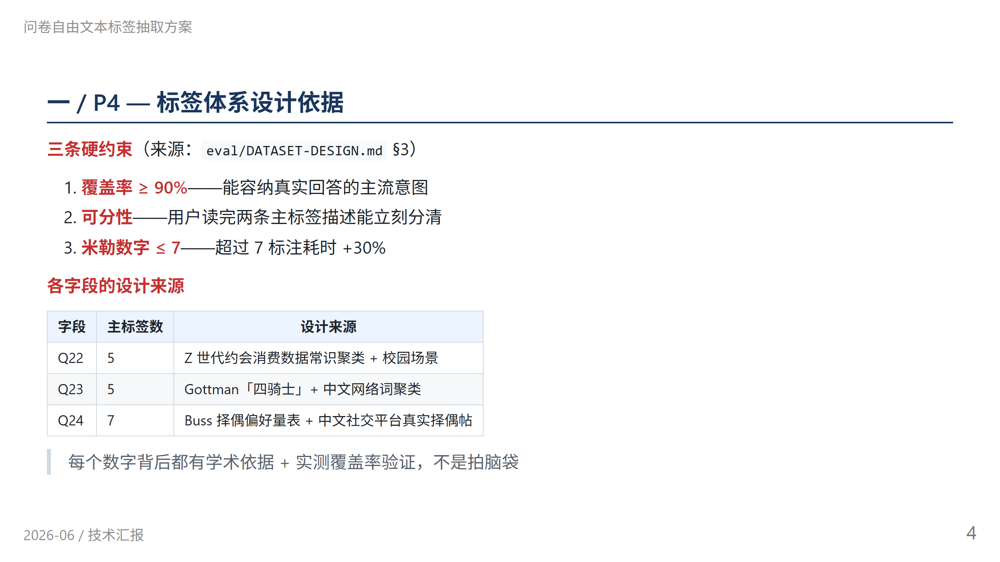 问卷自由文本标签抽取方案
一 / P4 — 标签体系设计依据
三条硬约束（来源：eval/DATASET-DESIGN.md §3）
1. 覆盖率 ≥ 90%——能容纳真实回答的主流意图
2. 可分性——用户读完两条主标签描述能立刻分清
3. 米勒数字 ≤ 7——超过 7 标注耗时 +30%
各字段的设计来源
字段 主标签数 设计来源
Q22 5 Z 世代约会消费数据常识聚类 + 校园场景
Q23 5 Gottman「四骑士」+ 中文网络词聚类
Q24 7 Buss 择偶偏好量表 + 中文社交平台真实择偶帖
每个数字背后都有学术依据 + 实测覆盖率验证，不是拍脑袋
2026-06 / 技术汇报
4